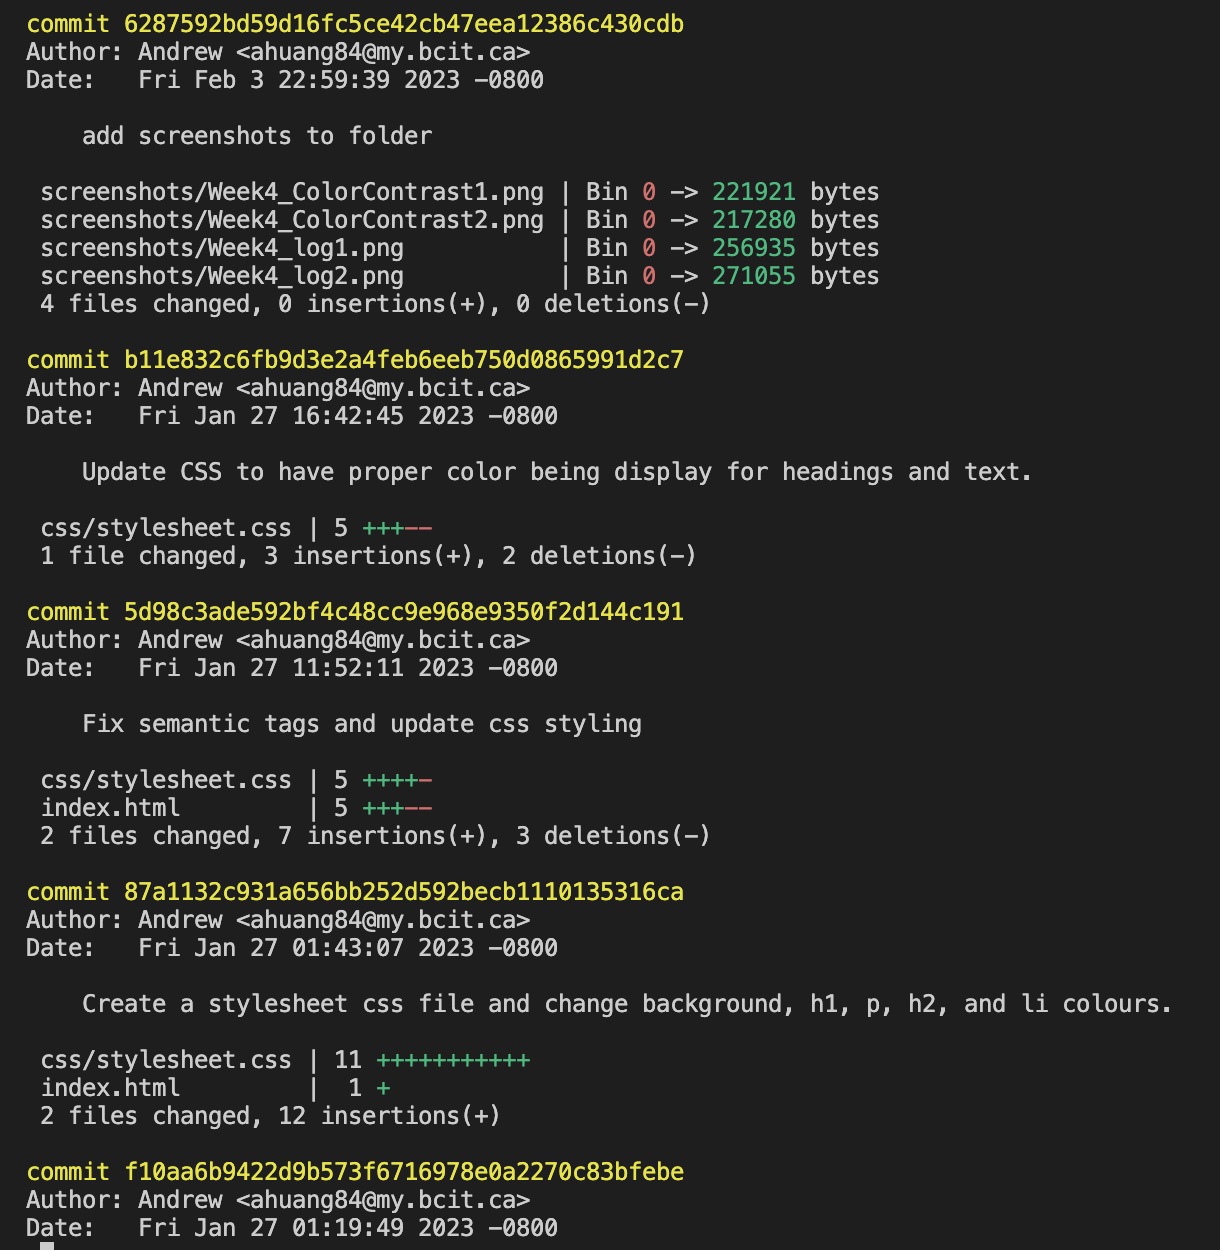 commit 6287592bd59d16fc5ce42cb47eea12386c430cdb
Author: Andrew <ahuang84@my.bcit.ca>
Date:   Fri Feb 3 22:59:39 2023 -0800

    add screenshots to folder

 screenshots/Week4_ColorContrast1.png | Bin 0 -> 221921 bytes
 screenshots/Week4_ColorContrast2.png | Bin 0 -> 217280 bytes
 screenshots/Week4_log1.png           | Bin 0 -> 256935 bytes
 screenshots/Week4_log2.png           | Bin 0 -> 271055 bytes
 4 files changed, 0 insertions(+), 0 deletions(-)

commit b11e832c6fb9d3e2a4feb6eeb750d0865991d2c7
Author: Andrew <ahuang84@my.bcit.ca>
Date:   Fri Jan 27 16:42:45 2023 -0800

    Update CSS to have proper color being display for headings and text.

 css/stylesheet.css | 5 +++--
 1 file changed, 3 insertions(+), 2 deletions(-)

commit 5d98c3ade592bf4c48cc9e968e9350f2d144c191
Author: Andrew <ahuang84@my.bcit.ca>
Date:   Fri Jan 27 11:52:11 2023 -0800

    Fix semantic tags and update css styling

 css/stylesheet.css | 5 ++++-
 index.html         | 5 +++--
 2 files changed, 7 insertions(+), 3 deletions(-)

commit 87a1132c931a656bb252d592becb1110135316ca
Author: Andrew <ahuang84@my.bcit.ca>
Date:   Fri Jan 27 01:43:07 2023 -0800

    Create a stylesheet css file and change background, h1, p, h2, and li colours.

 css/stylesheet.css | 11 +++++++++++
 index.html         |  1 +
 2 files changed, 12 insertions(+)

commit f10aa6b9422d9b573f6716978e0a2270c83bfebe
Author: Andrew <ahuang84@my.bcit.ca>
Date:   Fri Jan 27 01:19:49 2023 -0800